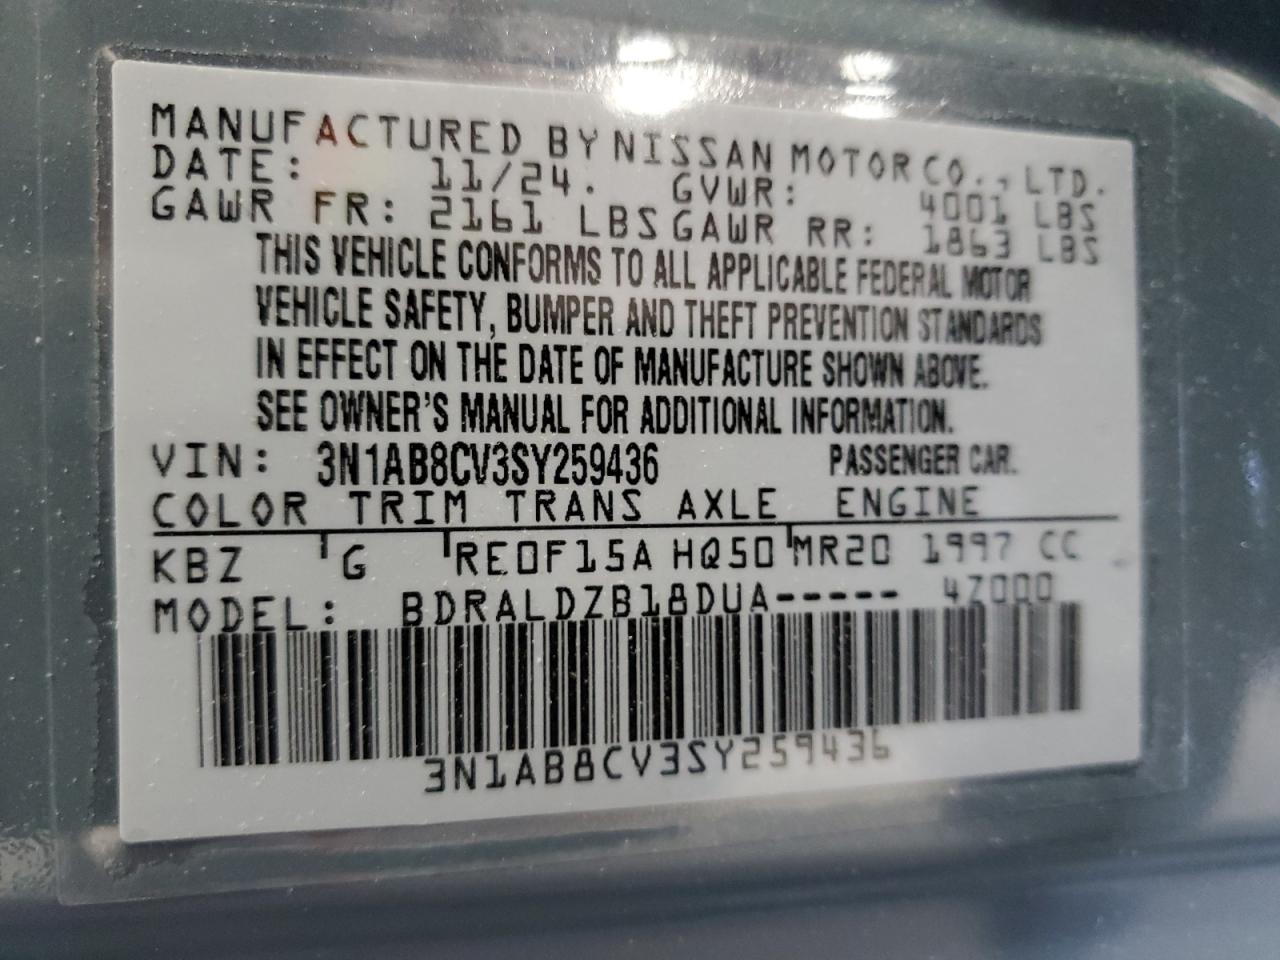 MANUFACTURED BY NISSAN MOTOR CO., LTD.
DATE: 11/24. GVWR: 4001 LBS
GAWR FR: 2161 LBS GAWR RR: 1863 LBS
THIS VEHICLE CONFORMS TO ALL APPLICABLE FEDERAL MOTOR
VEHICLE SAFETY, BUMPER AND THEFT PREVENTION STANDARDS
IN EFFECT ON THE DATE OF MANUFACTURE SHOWN ABOVE.
SEE OWNER'S MANUAL FOR ADDITIONAL INFORMATION.
VIN: 3N1AB8CV3SY259436 PASSENGER CAR.
COLOR TRIM TRANS AXLE ENGINE
KBZ G RE0F15A HQ50 MR20 1997 CC
MODEL: BDRALDZB18DUA----- 4Z000
3N1AB8CV3SY259436